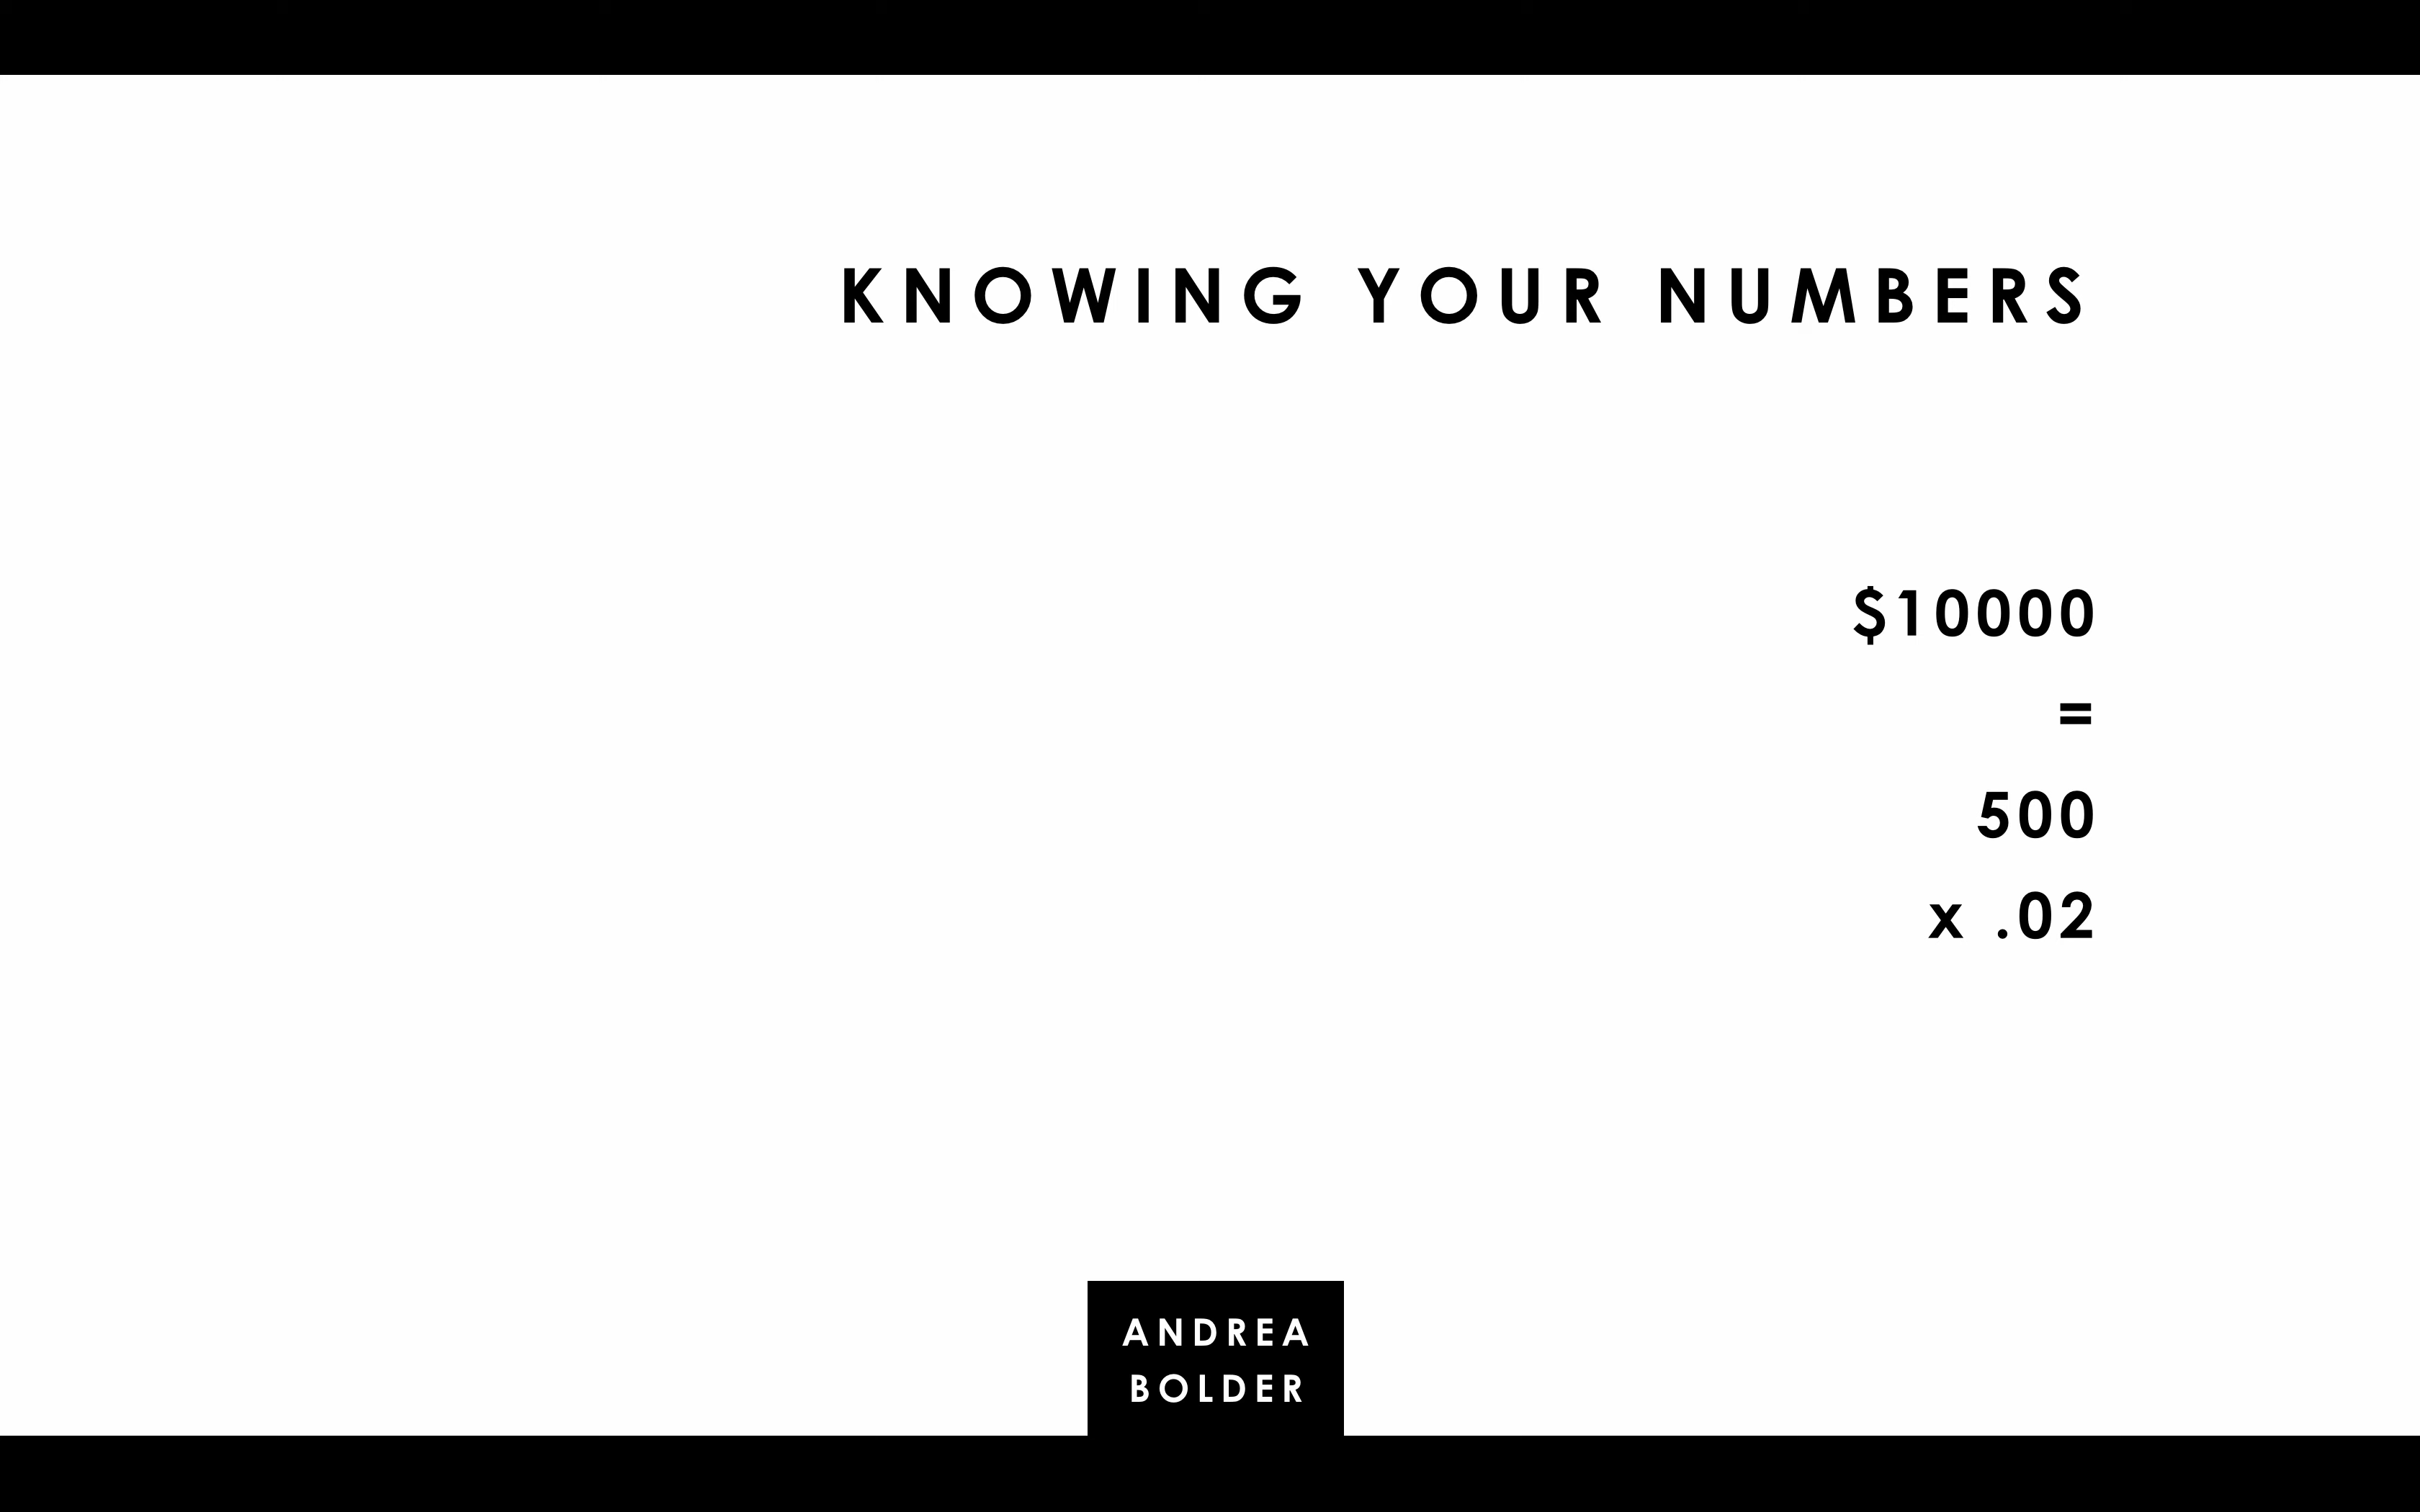 KNOWING YOUR NUMBERS
$10000
=
500
x .02
ANDREA
BOLDER